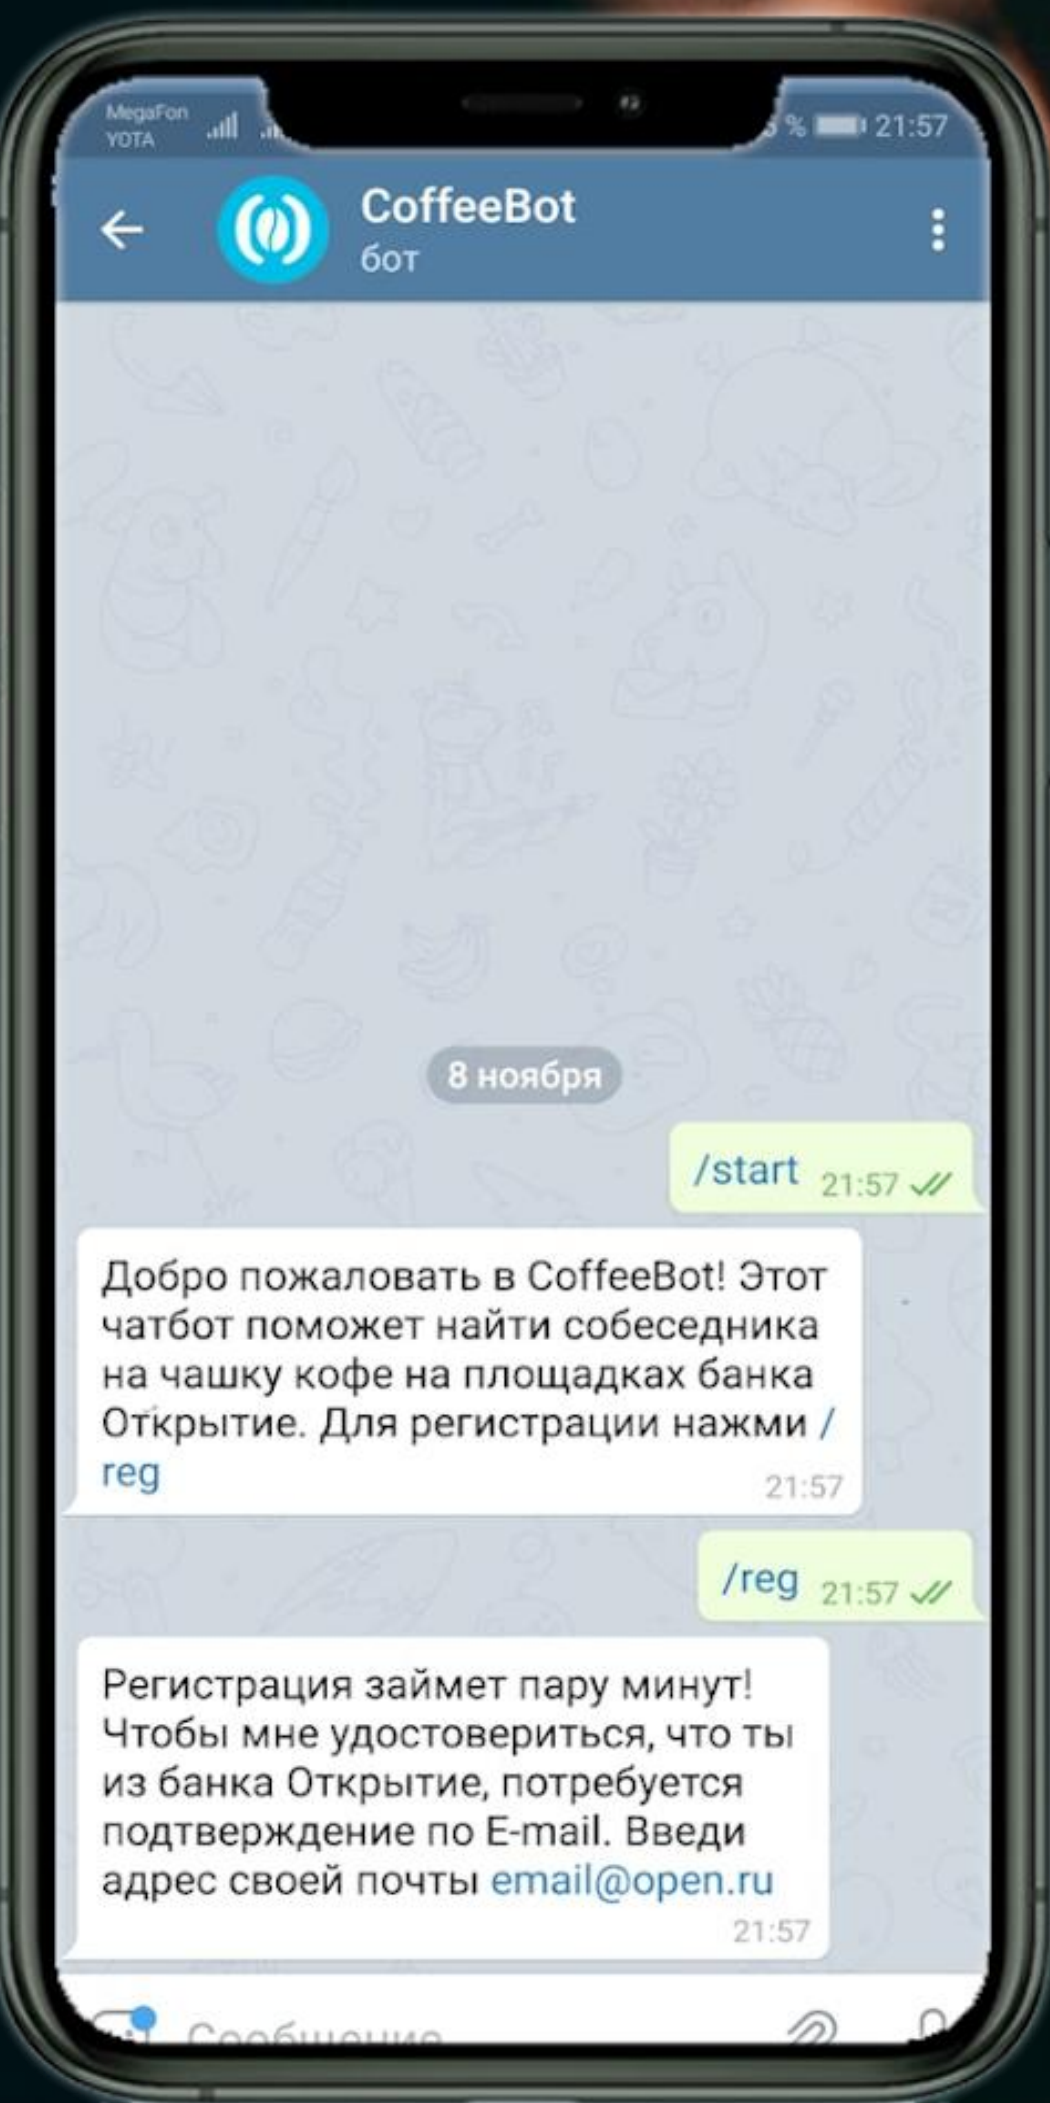 MegaFon
YOTA
% 21:57
CoffeeBot
бот
8 ноября
/start 21:57
Добро пожаловать в CoffeeBot! Этот
чатбот поможет найти собеседника
на чашку кофе на площадках банка
Открытие. Для регистрации нажми /
reg
21:57
/reg 21:57
Регистрация займет пару минут!
Чтобы мне удостовериться, что ты
из банка Открытие, потребуется
подтверждение по E-mail. Введи
адрес своей почты email@open.ru
21:57
Сообщение